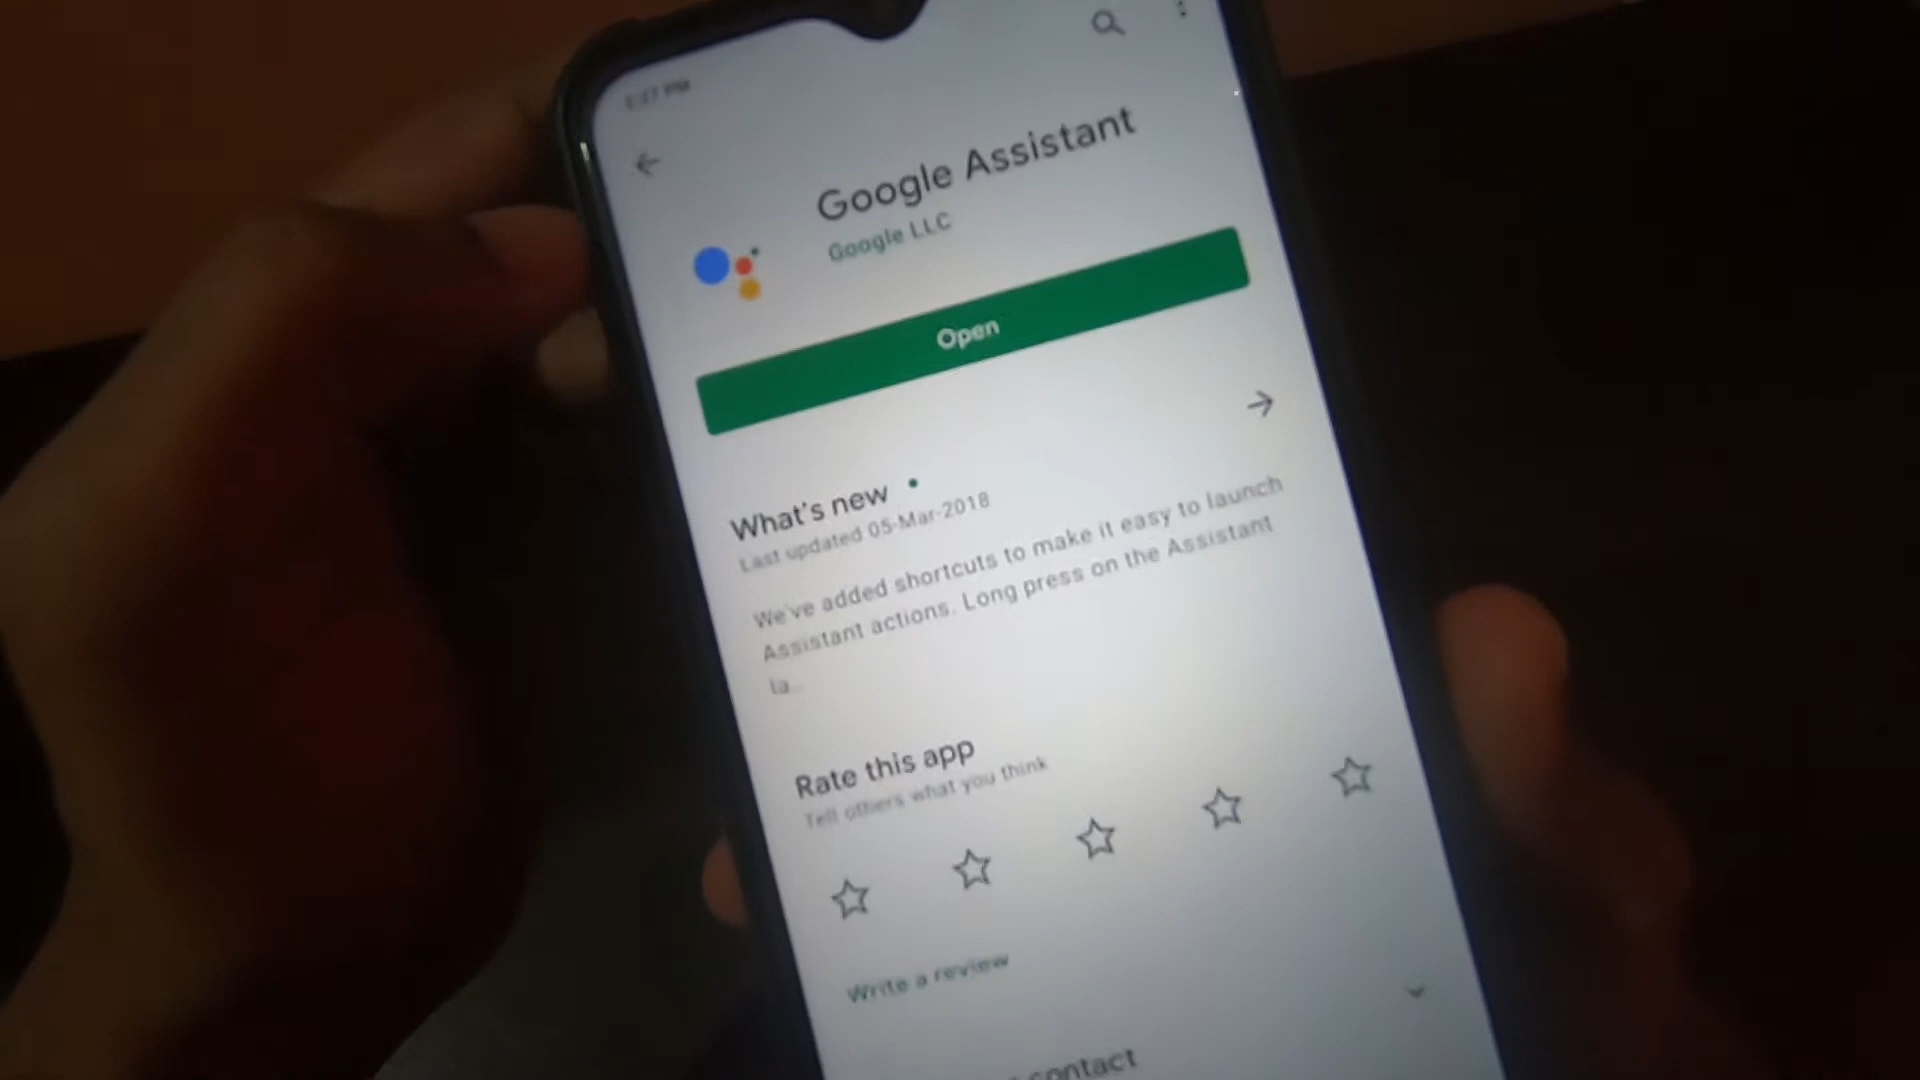 Google Assistant
Google LLC
Open
What's new
Last updated 05-Mar-2018
We've added shortcuts to make it easy to launch
Assistant actions. Long press on the Assistant
la...
Rate this app
Tell others what you think
Write a review
contact